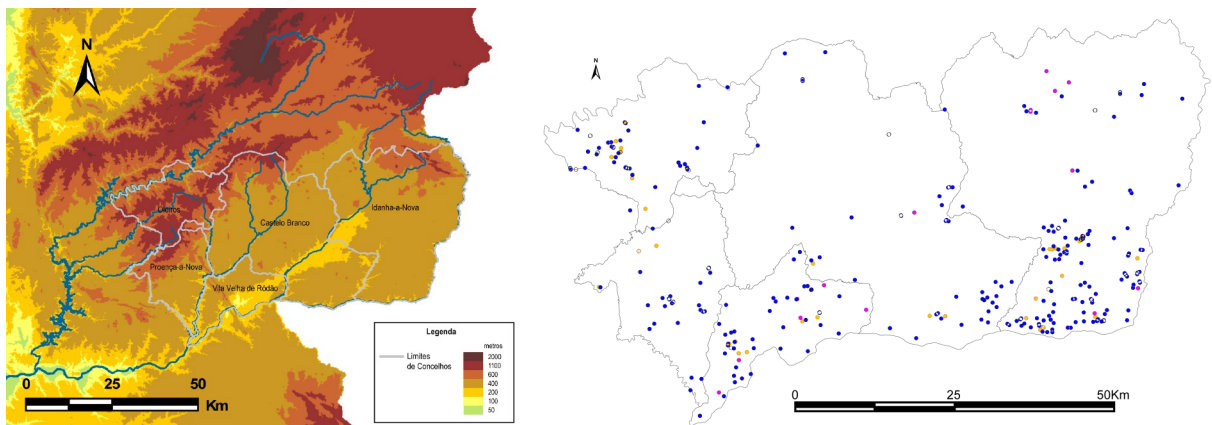 N
Oleiros
Idanha-a-Nova
Castelo Branco
Proença-a-Nova
Vila Velha de Ródão
Legenda
metros
Limites
de Concelhos
2000
1100
600
400
200
100
50
0 25 50
Km
N
0 25 50Km